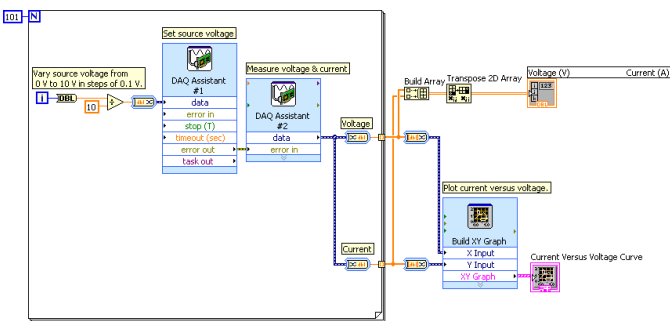 101
N
Set source voltage
Measure voltage & current
Vary source voltage from
0 V to 10 V in steps of 0.1 V.
i
DBL
10
DAQ Assistant
#1
data
error in
stop (T)
timeout (sec)
error out
task out
DAQ Assistant
#2
data
error in
Voltage
Current
Build Array
Transpose 2D Array
Voltage (V)
Current (A)
123
DBL
Plot current versus voltage.
Build XY Graph
X Input
Y Input
XY Graph
Current Versus Voltage Curve